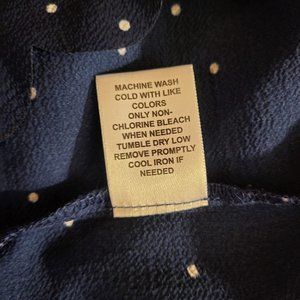 MACHINE WASH
COLD WITH LIKE
COLORS
ONLY NON-
CHLORINE BLEACH
WHEN NEEDED
TUMBLE DRY LOW
REMOVE PROMPTLY
COOL IRON IF
NEEDED